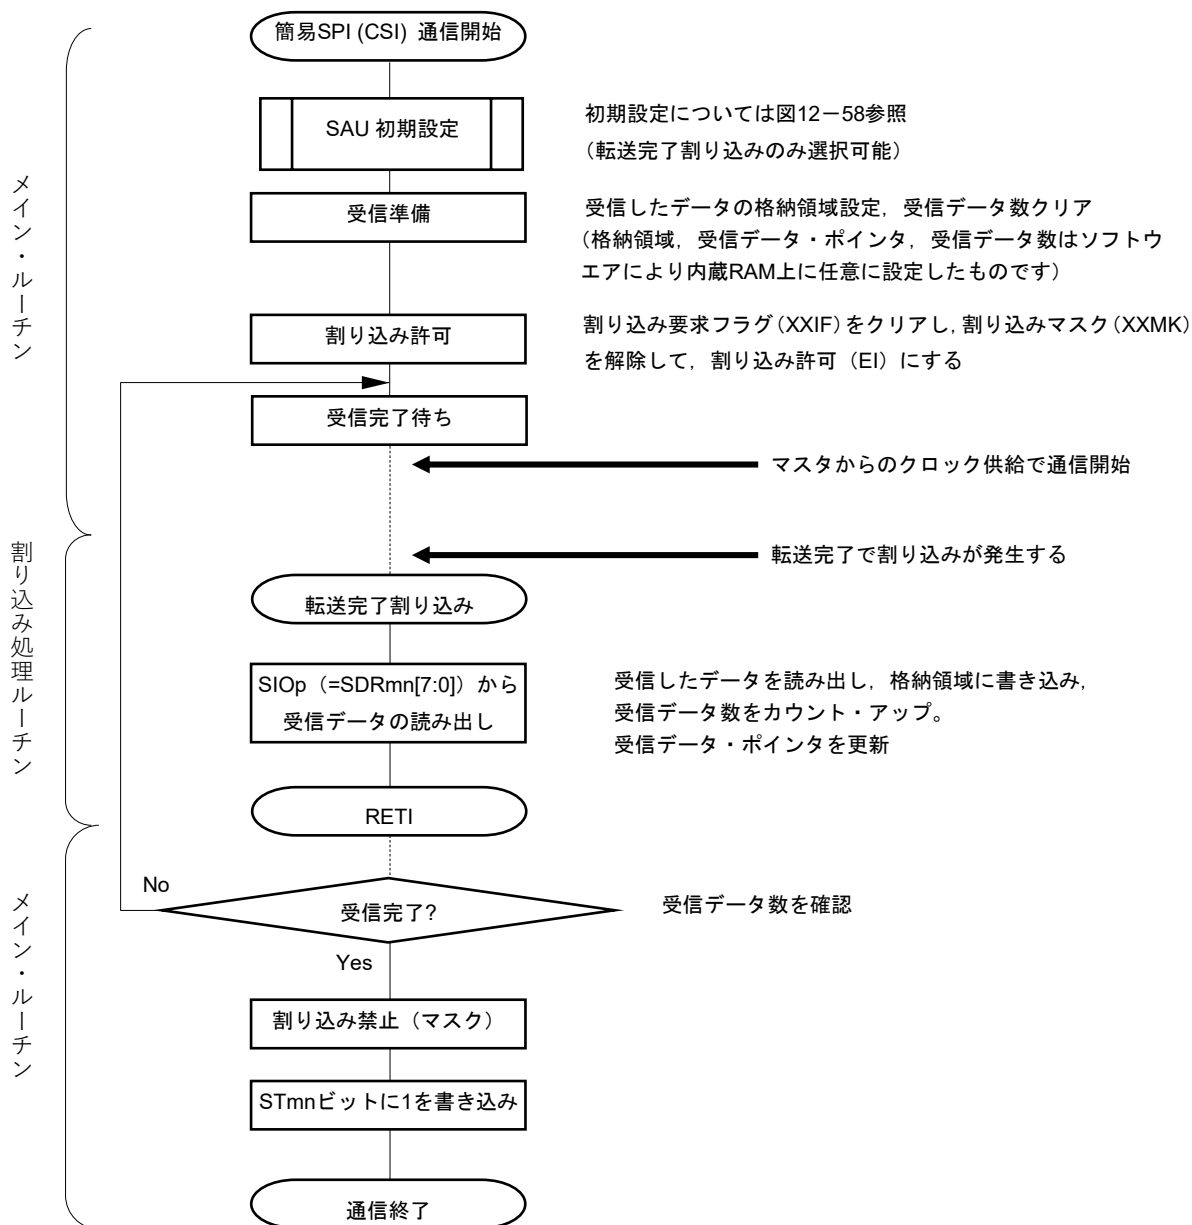 簡易SPI (CSI) 通信開始
SAU 初期設定
初期設定については図12－58参照
（転送完了割り込みのみ選択可能）
メイン・ルーチン
受信準備
受信したデータの格納領域設定，受信データ数クリア
（格納領域，受信データ・ポインタ，受信データ数はソフトウ
エアにより内蔵RAM上に任意に設定したものです）
割り込み許可
割り込み要求フラグ（XXIF）をクリアし，割り込みマスク（XXMK）
を解除して，割り込み許可（EI）にする
受信完了待ち
マスタからのクロック供給で通信開始
転送完了で割り込みが発生する
割り込み処理ルーチン
転送完了割り込み
SIOp（=SDRmn[7:0]）から
受信データの読み出し
受信したデータを読み出し，格納領域に書き込み，
受信データ数をカウント・アップ。
受信データ・ポインタを更新
RETI
No
受信完了?
受信データ数を確認
Yes
メイン・ルーチン
割り込み禁止（マスク）
STmnビットに1を書き込み
通信終了